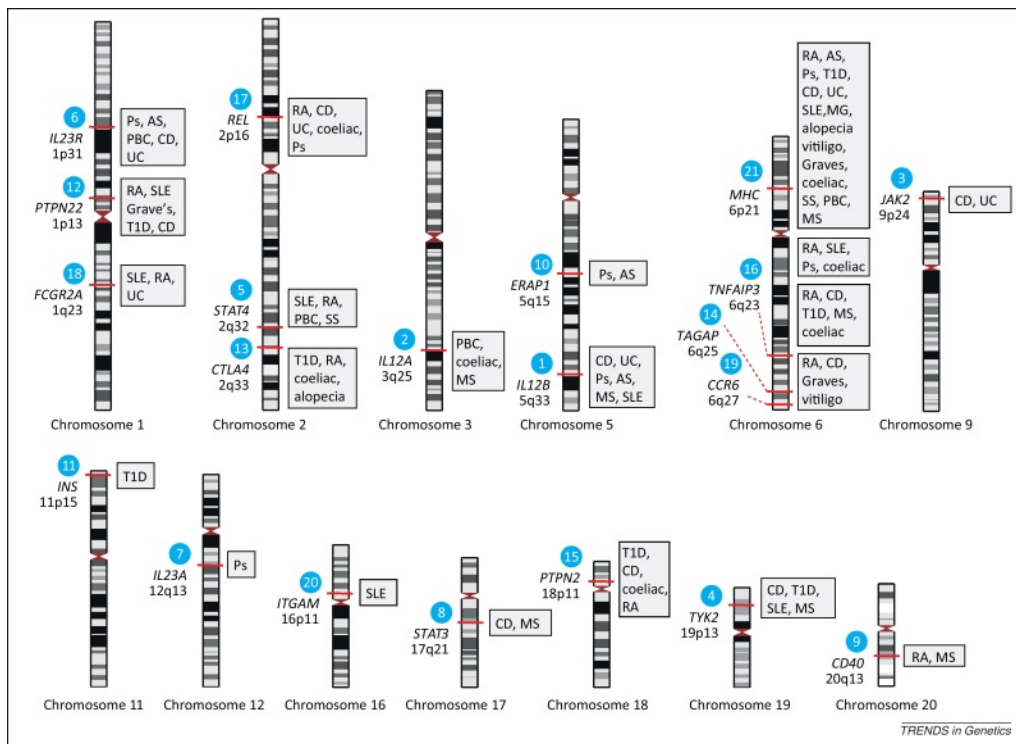 6
IL23R
1p31
Ps, AS,
PBC, CD,
UC
12
PTPN22
1p13
RA, SLE
Grave's,
T1D, CD
18
FCGR2A
1q23
SLE, RA,
UC
Chromosome 1
17
REL
2p16
RA, CD,
UC, coeliac,
Ps
5
STAT4
2q32
SLE, RA,
PBC, SS
13
CTLA4
2q33
T1D, RA,
coeliac,
alopecia
Chromosome 2
2
IL12A
3q25
PBC,
coeliac,
MS
Chromosome 3
10
ERAP1
5q15
Ps, AS
1
IL12B
5q33
CD, UC,
Ps, AS,
MS, SLE
Chromosome 5
21
MHC
6p21
RA, AS,
Ps, T1D,
CD, UC,
SLE,MG,
alopecia
vitiligo,
Graves,
coeliac,
SS, PBC,
MS
16
TNFAIP3
6q23
RA, SLE,
Ps, coeliac
14
TAGAP
6q25
RA, CD,
T1D, MS,
coeliac
19
CCR6
6q27
RA, CD,
Graves,
vitiligo
Chromosome 6
3
JAK2
9p24
CD, UC
Chromosome 9
11
INS
11p15
T1D
Chromosome 11
7
IL23A
12q13
Ps
Chromosome 12
20
ITGAM
16p11
SLE
Chromosome 16
8
STAT3
17q21
CD, MS
Chromosome 17
15
PTPN2
18p11
T1D,
CD,
coeliac,
RA
Chromosome 18
4
TYK2
19p13
CD, T1D,
SLE, MS
Chromosome 19
9
CD40
20q13
RA, MS
Chromosome 20
TRENDS in Genetics